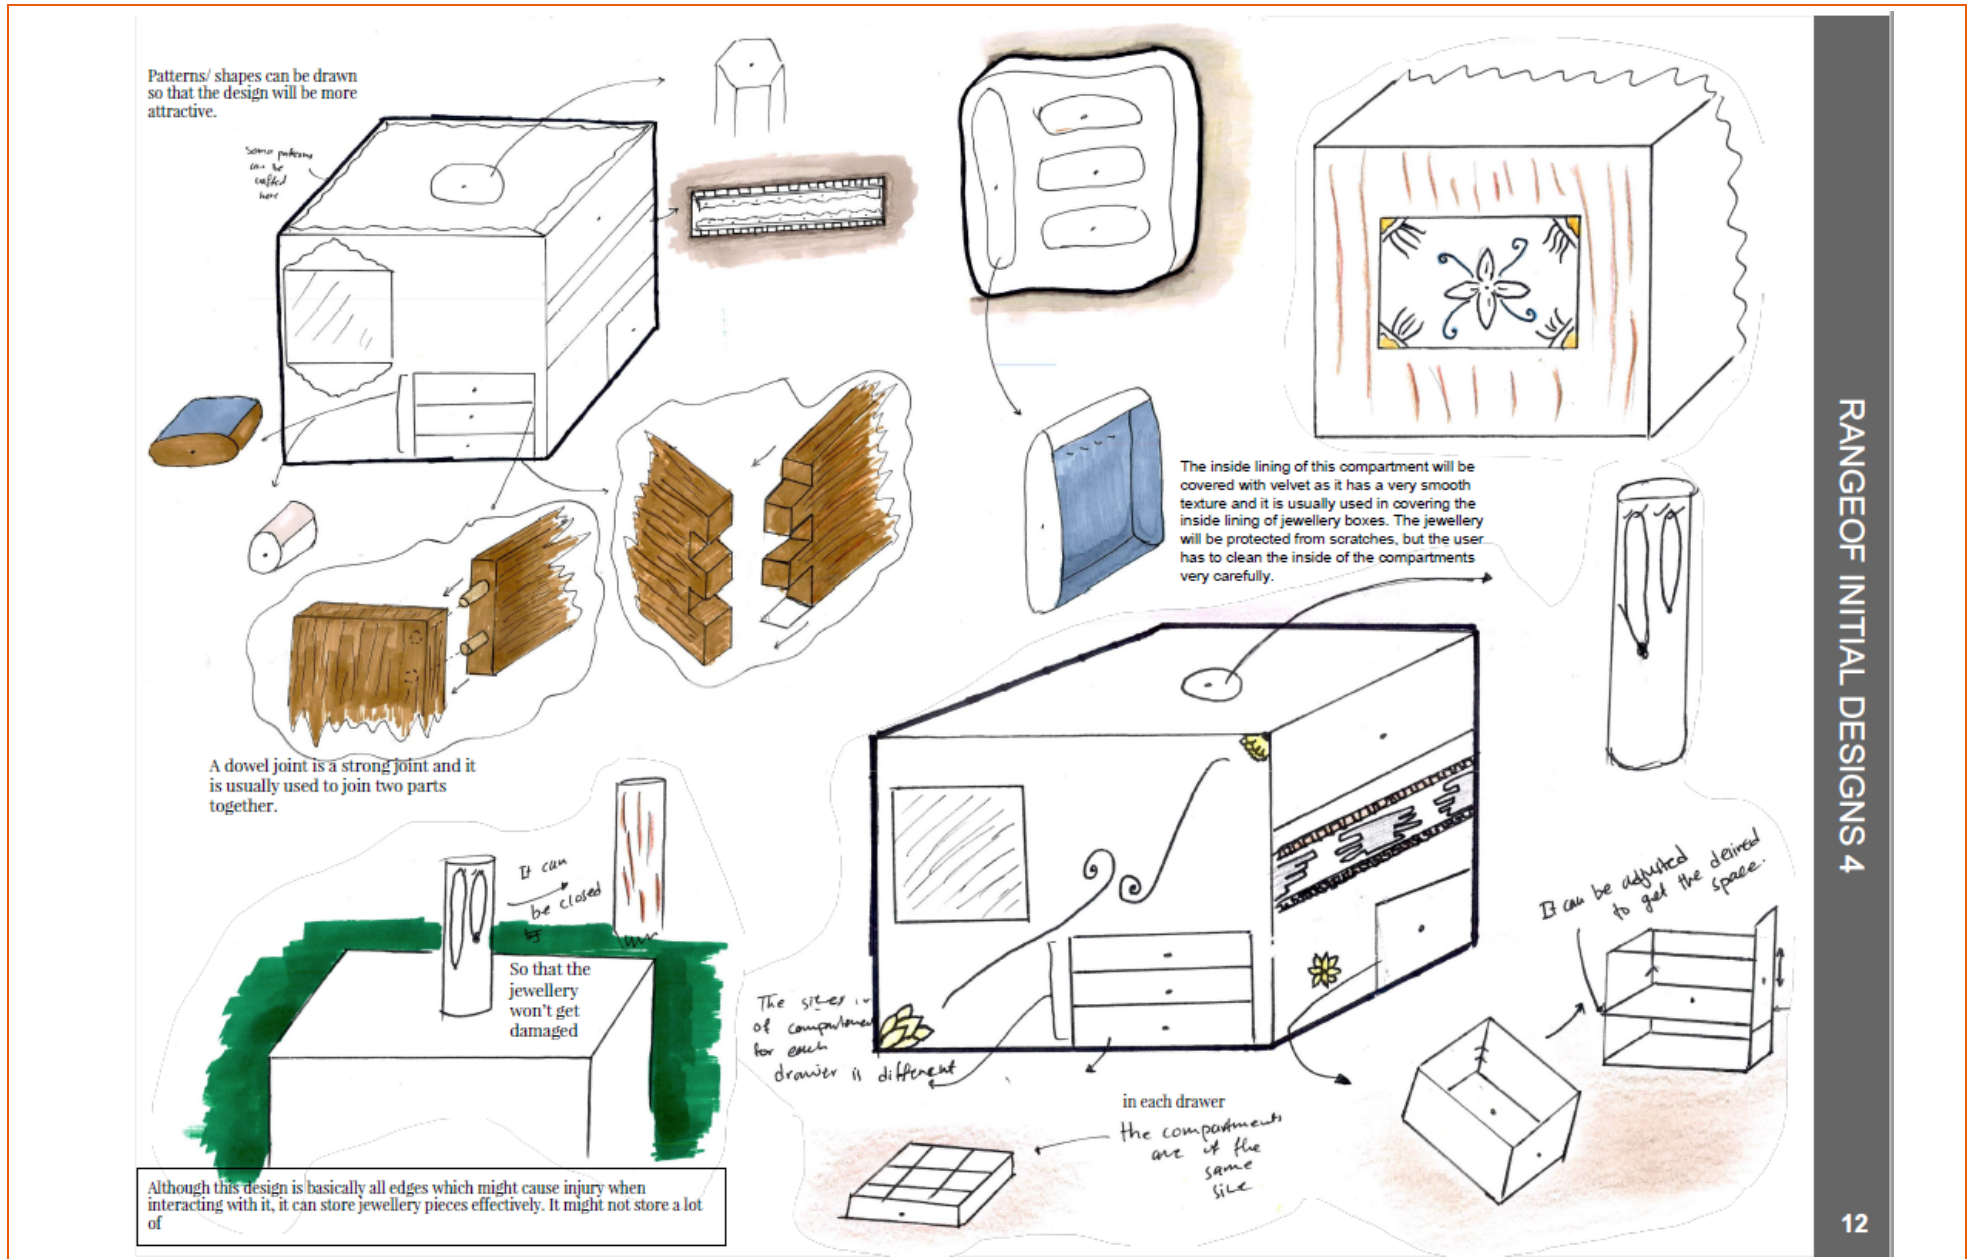 Patterns/ shapes can be drawn
so that the design will be more
attractive.
Some patterns
can be
crafted
here
The inside lining of this compartment will be
covered with velvet as it has a very smooth
texture and it is usually used in covering the
inside lining of jewellery boxes. The jewellery
will be protected from scratches, but the user
has to clean the inside of the compartments
very carefully.
A dowel joint is a strong joint and it
is usually used to join two parts
together.
It can
be closed
So that the
jewellery
won't get
damaged
The sizes
of compartment
for each
drawer is different
in each drawer
the compartments
are of the
same
size
It can be adjusted
to get the desired
space.
Although this design is basically all edges which might cause injury when
interacting with it, it can store jewellery pieces effectively. It might not store a lot
of
RANGEOF INITIAL DESIGNS 4
12